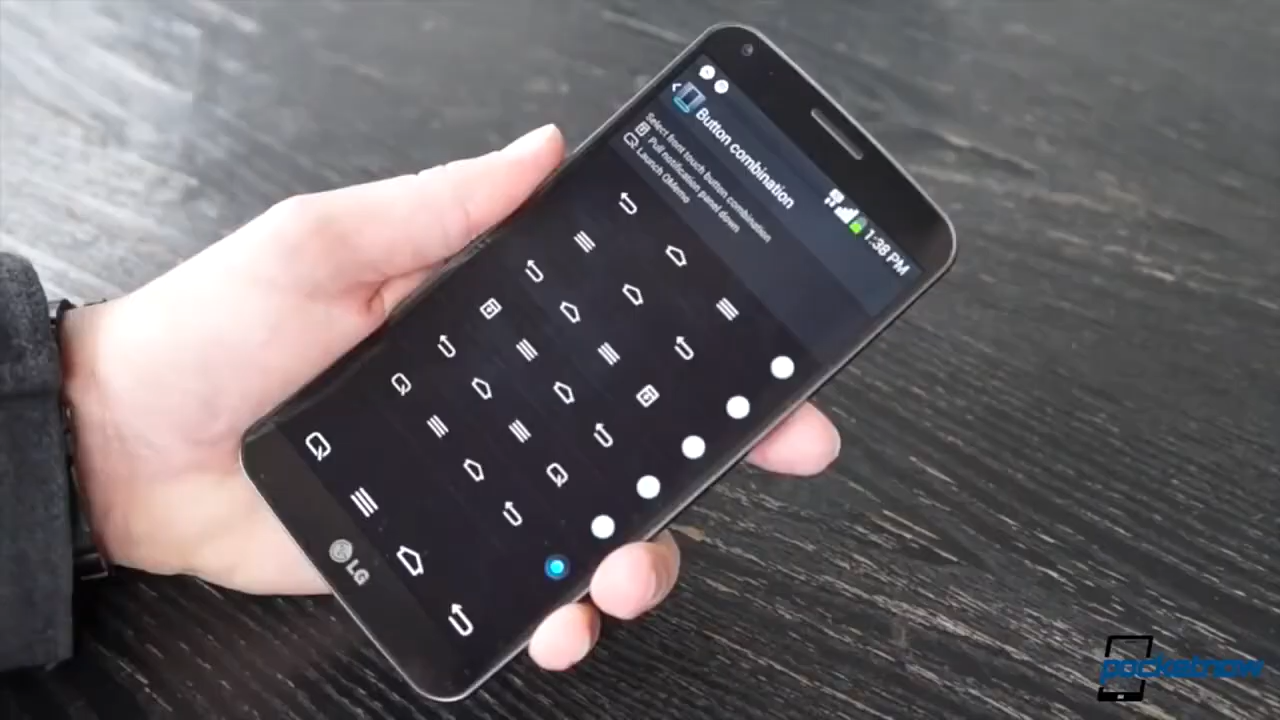 1:38 PM
Button combination
Select front touch button combination
Pull notification panel down
Launch QMemo
LG
pocketnow